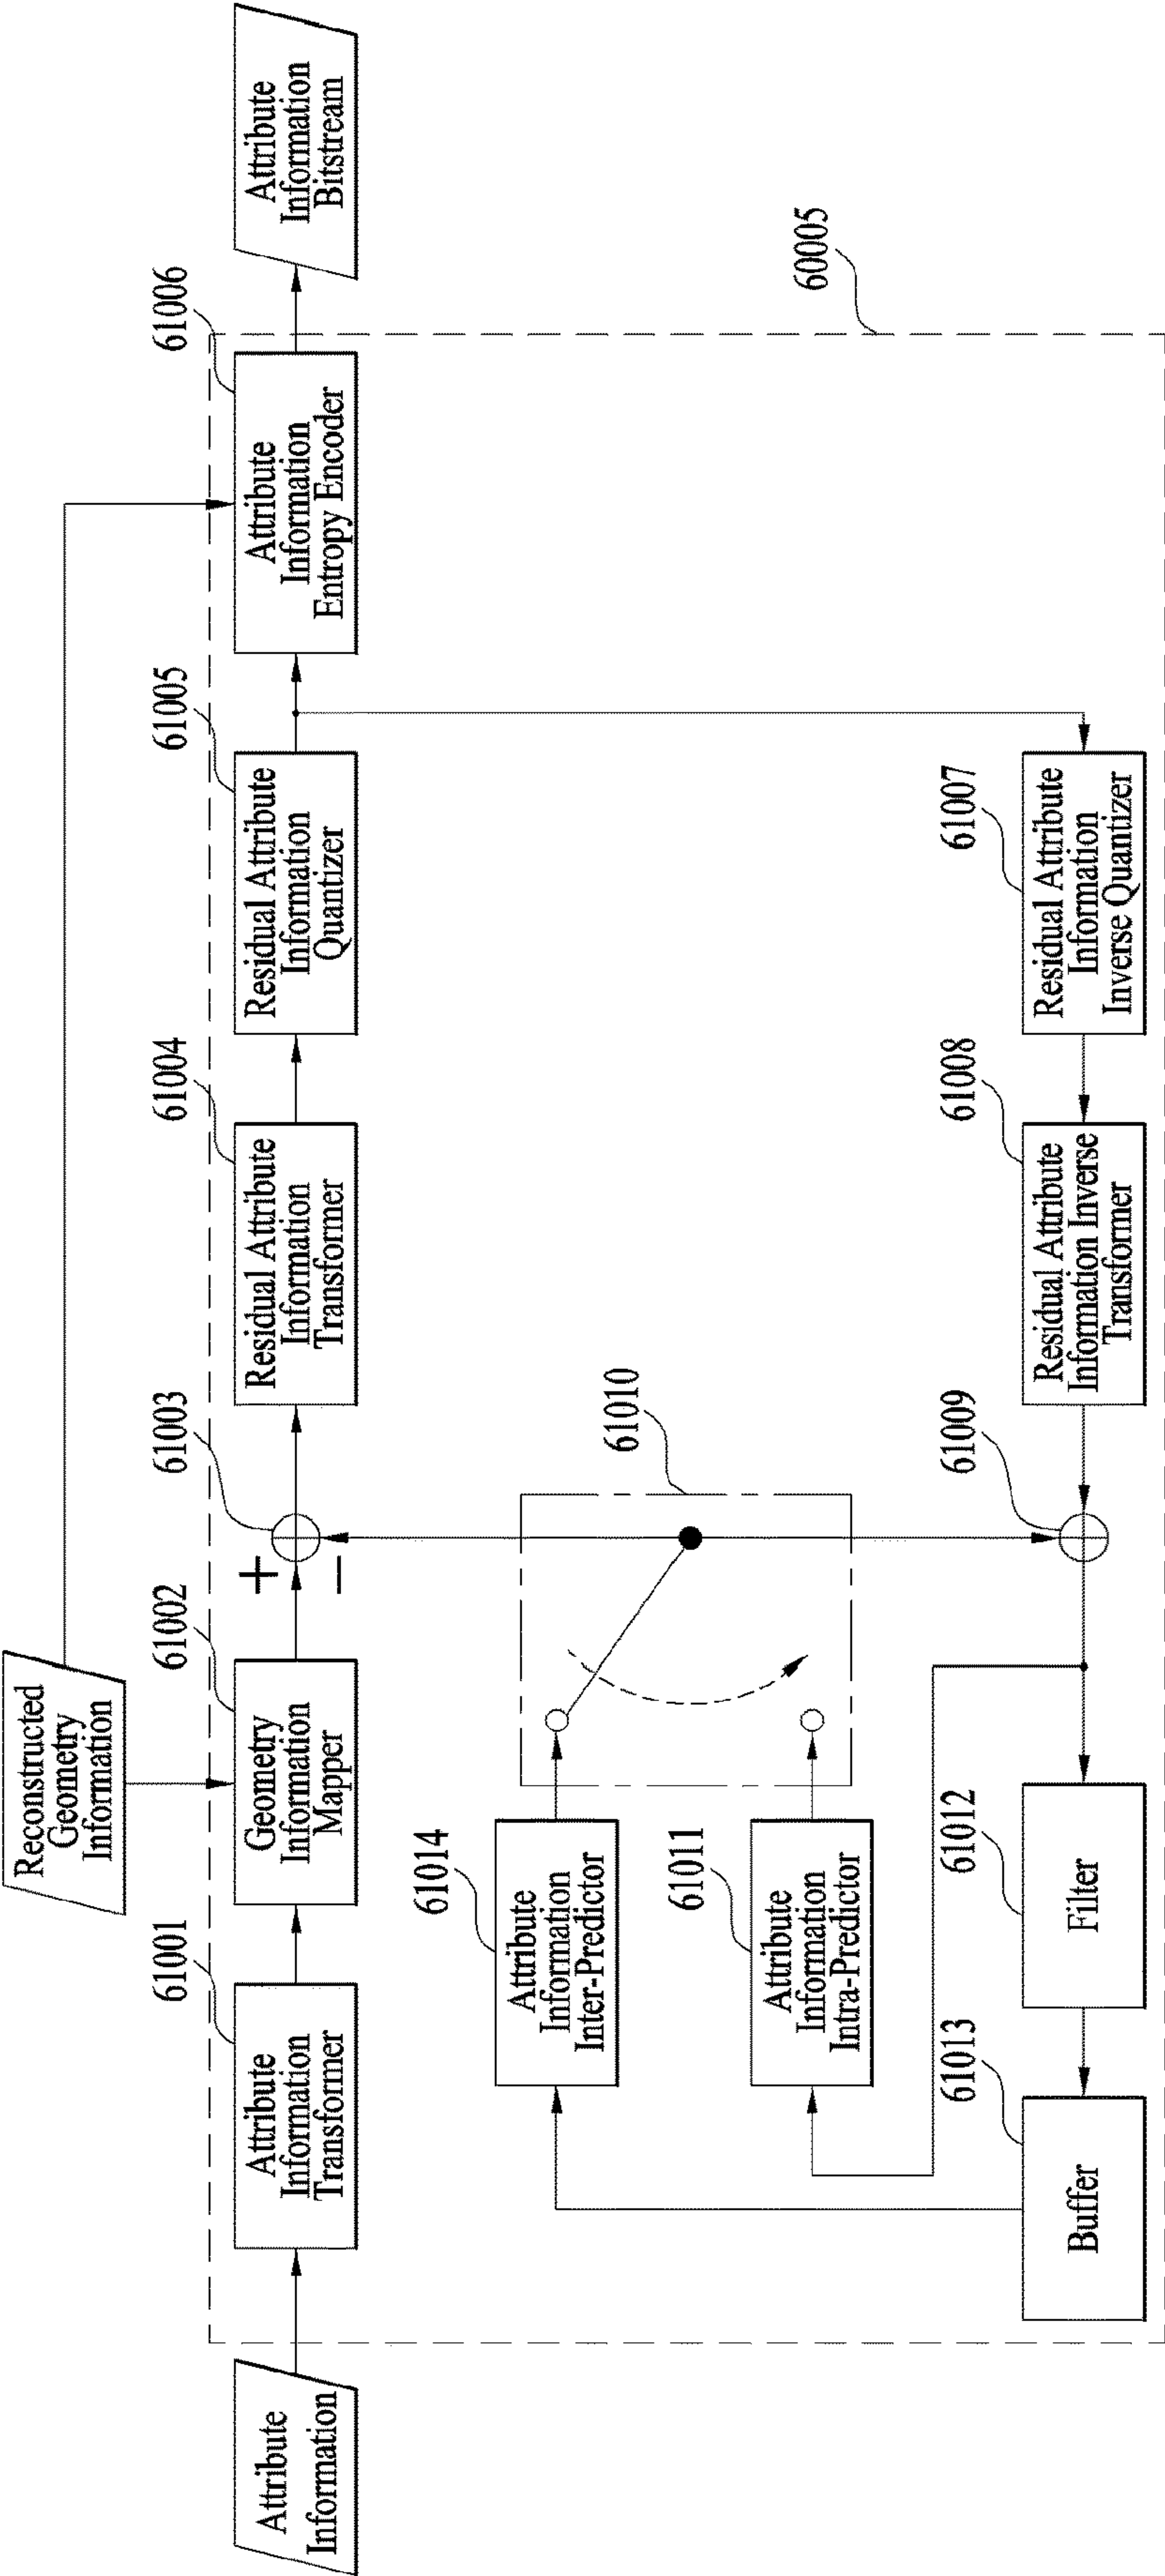 Reconstructed
Geometry
Information
Attribute
Information
61001
Attribute
Information
Transformer
61002
Geometry
Information
Mapper
61003
+
−
61004
Residual Attribute
Information
Transformer
61005
Residual Attribute
Information
Quantizer
61006
Attribute
Information
Entropy Encoder
Attribute
Information
Bitstream
60005
61014
Attribute
Information
Inter-Predictor
61010
61011
Attribute
Information
Intra-Predictor
61013
Buffer
61012
Filter
61009
61008
Residual Attribute
Information Inverse
Transformer
61007
Residual Attribute
Information
Inverse Quantizer